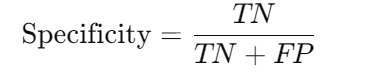 Specificity = TN / TN + FP